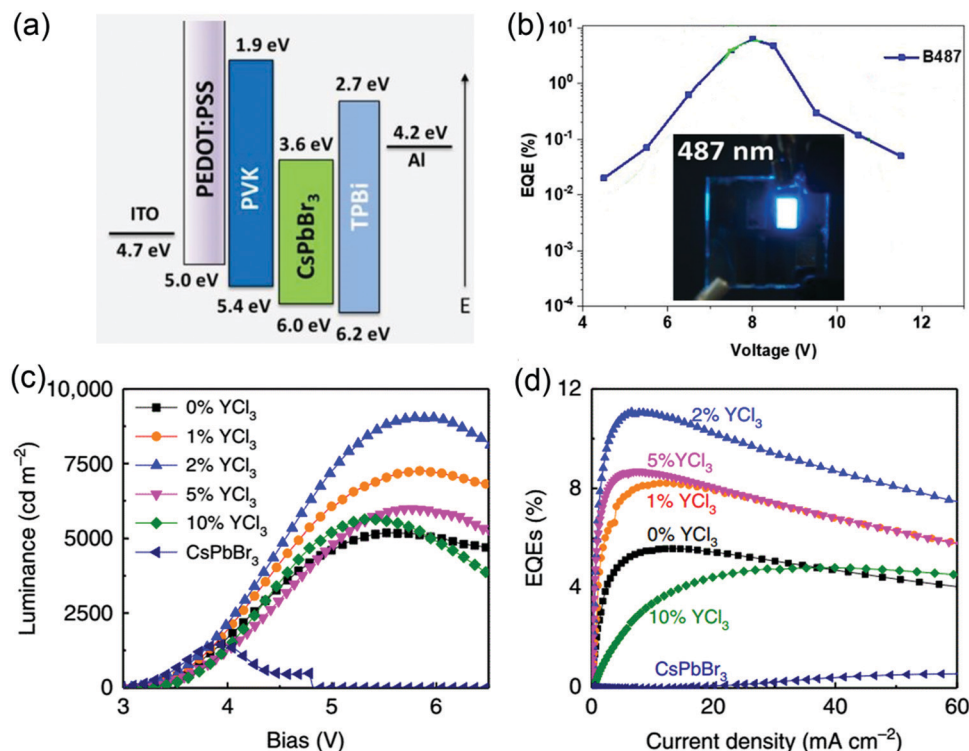 (a)
1.9 eV
2.7 eV
3.6 eV
4.2 eV
Al
ITO
4.7 eV
PEDOT:PSS
PVK
CsPbBr₃
TPBi
E
5.0 eV
5.4 eV
6.0 eV
6.2 eV
(b)
B487
487 nm
EQE (%)
10¹
10⁰
10⁻¹
10⁻²
10⁻³
10⁻⁴
4 6 8 10 12
Voltage (V)
(c)
Luminance (cd m⁻²)
10,000
7500
5000
2500
0
0% YCl₃
1% YCl₃
2% YCl₃
5% YCl₃
10% YCl₃
CsPbBr₃
3 4 5 6
Bias (V)
(d)
EQEs (%)
12
8
4
0
2% YCl₃
5%YCl₃
1% YCl₃
0% YCl₃
10% YCl₃
CsPbBr₃
0 20 40 60
Current density (mA cm⁻²)